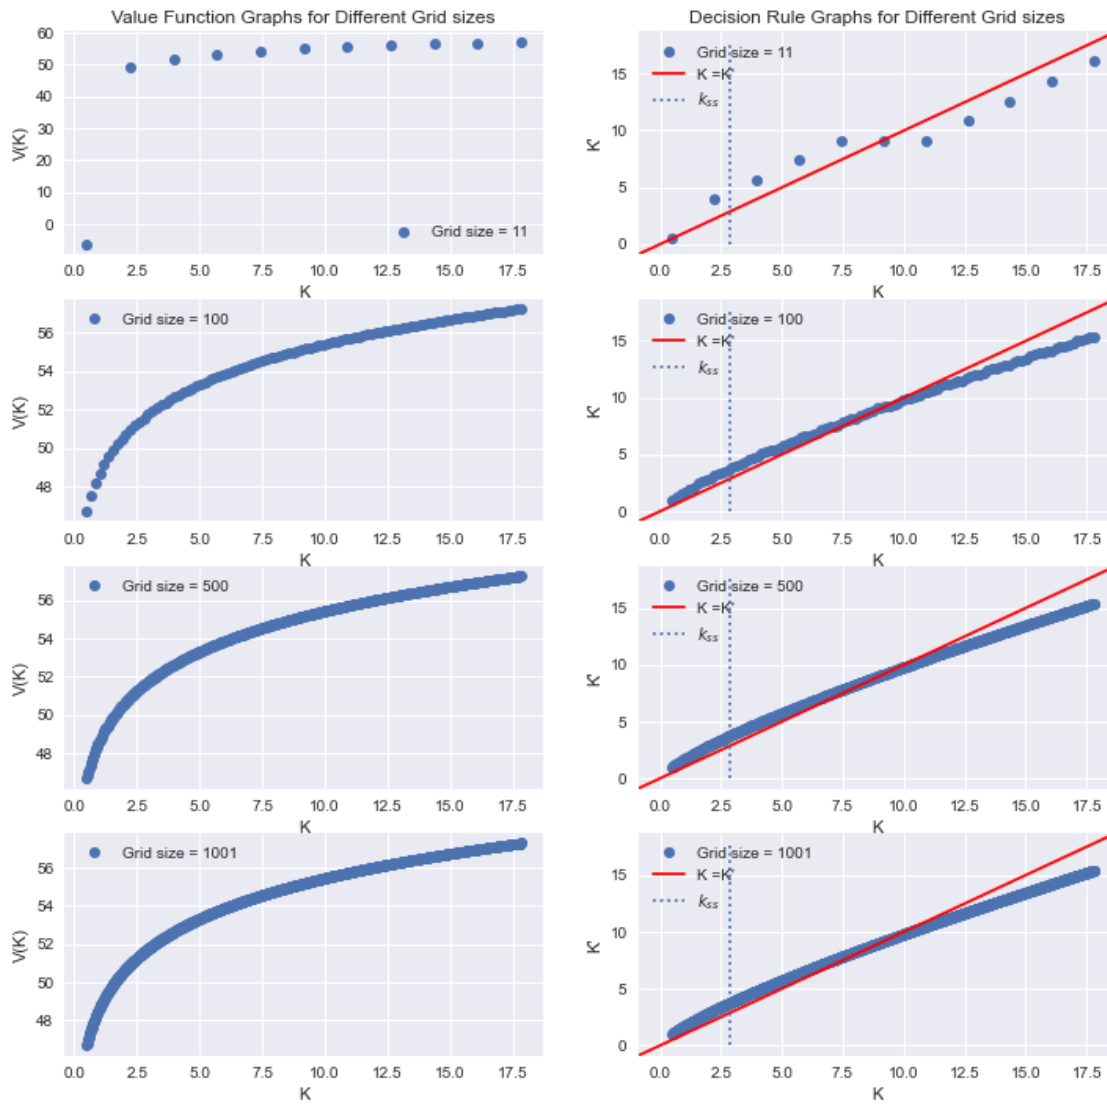 Value Function Graphs for Different Grid sizes
60
50
40
30
20
10
0
V(K)
Grid size = 11
0.0 2.5 5.0 7.5 10.0 12.5 15.0 17.5
K
Decision Rule Graphs for Different Grid sizes
Grid size = 11
K =K'
kss
15
10
5
0
K'
0.0 2.5 5.0 7.5 10.0 12.5 15.0 17.5
K
Grid size = 100
56
54
52
50
48
V(K)
0.0 2.5 5.0 7.5 10.0 12.5 15.0 17.5
K
Grid size = 100
K =K'
kss
15
10
5
0
K'
0.0 2.5 5.0 7.5 10.0 12.5 15.0 17.5
K
Grid size = 500
56
54
52
50
48
V(K)
0.0 2.5 5.0 7.5 10.0 12.5 15.0 17.5
K
Grid size = 500
K =K'
kss
15
10
5
0
K'
0.0 2.5 5.0 7.5 10.0 12.5 15.0 17.5
K
Grid size = 1001
56
54
52
50
48
V(K)
0.0 2.5 5.0 7.5 10.0 12.5 15.0 17.5
K
Grid size = 1001
K =K'
kss
15
10
5
0
K'
0.0 2.5 5.0 7.5 10.0 12.5 15.0 17.5
K